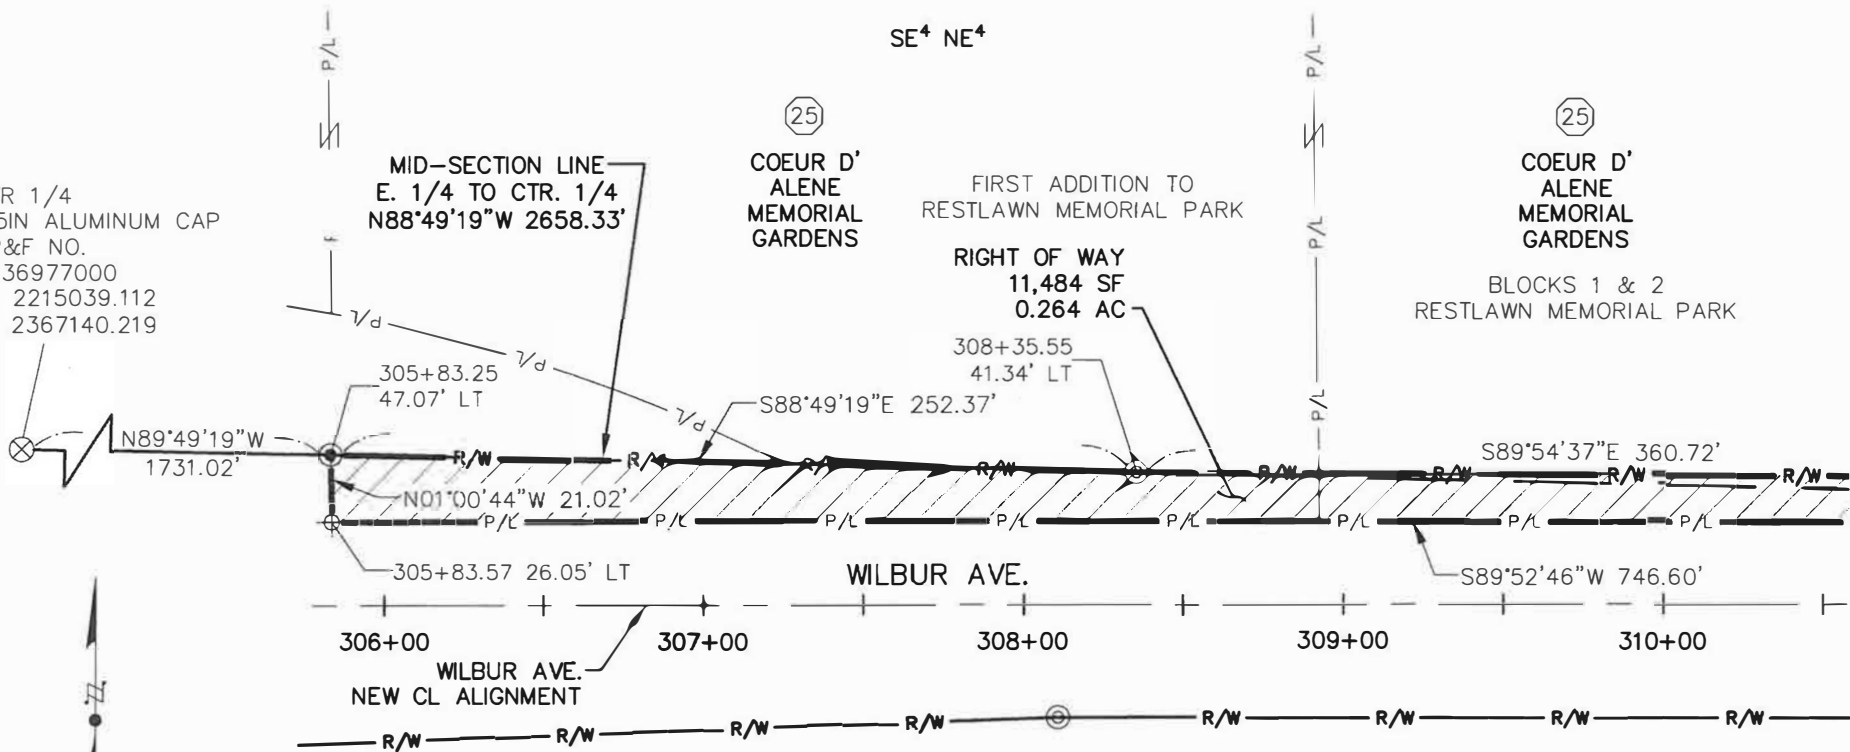 SE⁴ NE⁴
P/L
P/L
25
25
MID-SECTION LINE
E. 1/4 TO CTR. 1/4
N88°49'19"W 2658.33'
COEUR D'
ALENE
MEMORIAL
GARDENS
FIRST ADDITION TO
RESTLAWN MEMORIAL PARK
COEUR D'
ALENE
MEMORIAL
GARDENS
BLOCKS 1 & 2
RESTLAWN MEMORIAL PARK
R 1/4
5IN ALUMINUM CAP
&F NO.
36977000
2215039.112
2367140.219
RIGHT OF WAY
11,484 SF
0.264 AC
P/L
P/L
P/L
P/L
P/L
308+35.55
41.34' LT
305+83.25
47.07' LT
S88°49'19"E 252.37'
N89°49'19"W
1731.02'
S89°54'37"E 360.72'
R/W
R/W
R/W
R/W
R/W
R/W
N01°00'44"W 21.02'
P/L P/L P/L P/L P/L P/L P/L P/L
305+83.57 26.05' LT
WILBUR AVE.
S89°52'46"W 746.60'
306+00 307+00 308+00 309+00 310+00
WILBUR AVE.
NEW CL ALIGNMENT
R/W R/W R/W R/W R/W R/W R/W R/W